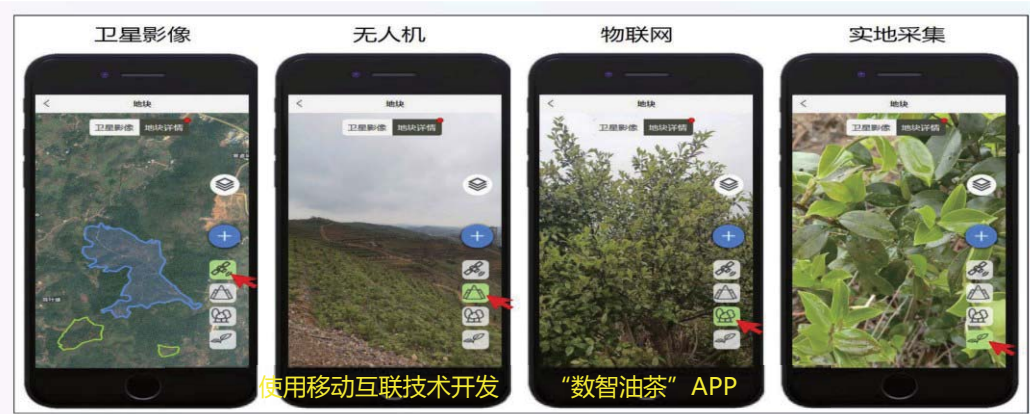 卫星影像
无人机
物联网
实地采集
地块
卫星影像 地块详情
地块
卫星影像 地块详情
地块
卫星影像 地块详情
地块
卫星影像 地块详情
使用移动互联技术开发 “数智油茶”APP